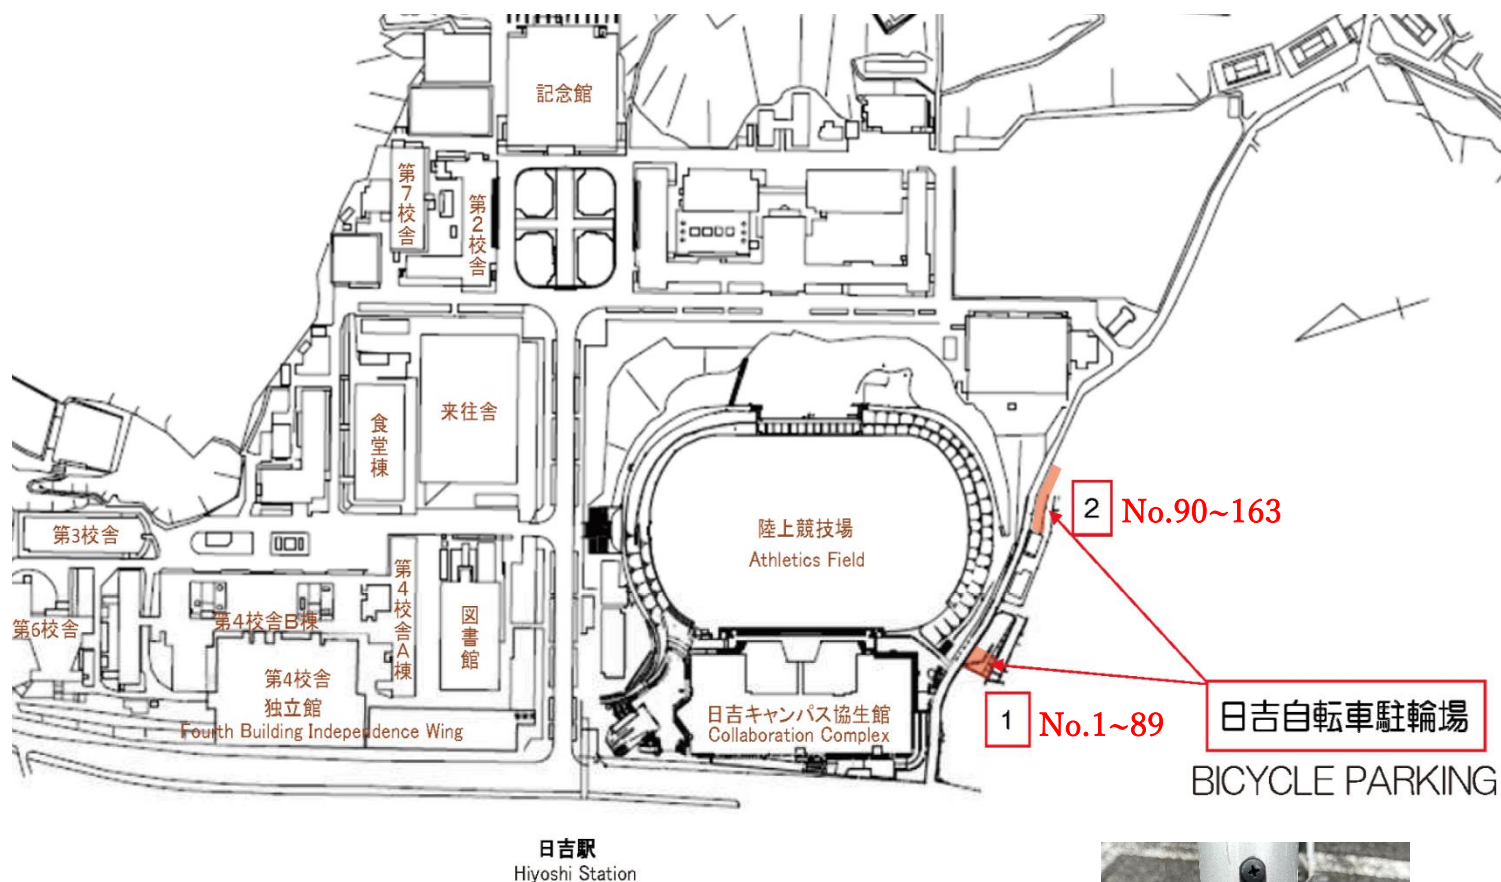 記念館
第7校舎
第2校舎
来往舎
食堂棟
第3校舎
第4校舎A棟
図書館
第6校舎
第4校舎B棟
第4校舎
独立館
Fourth Building Independence Wing
陸上競技場
Athletics Field
日吉キャンパス協生館
Collaboration Complex
2 No.90~163
1 No.1~89
日吉自転車駐輪場
BICYCLE PARKING
日吉駅
Hiyoshi Station